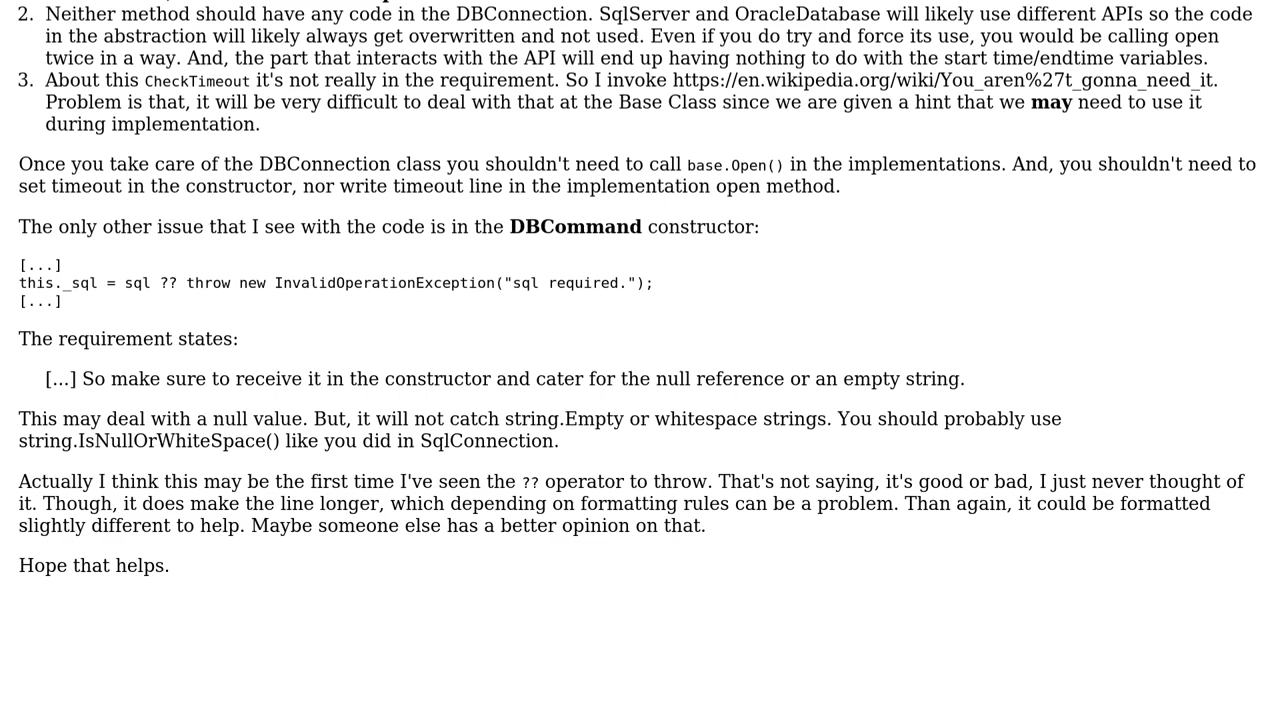 2. Neither method should have any code in the DBConnection. SqlServer and OracleDatabase will likely use different APIs so the code
in the abstraction will likely always get overwritten and not used. Even if you do try and force its use, you would be calling open
twice in a way. And, the part that interacts with the API will end up having nothing to do with the start time/endtime variables.
3. About this CheckTimeout it's not really in the requirement. So I invoke https://en.wikipedia.org/wiki/You_aren%27t_gonna_need_it.
Problem is that, it will be very difficult to deal with that at the Base Class since we are given a hint that we may need to use it
during implementation.
Once you take care of the DBConnection class you shouldn't need to call base.Open() in the implementations. And, you shouldn't need to
set timeout in the constructor, nor write timeout line in the implementation open method.
The only other issue that I see with the code is in the DBCommand constructor:
[...]
this._sql = sql ?? throw new InvalidOperationException("sql required.");
[...]
The requirement states:
[...] So make sure to receive it in the constructor and cater for the null reference or an empty string.
This may deal with a null value. But, it will not catch string.Empty or whitespace strings. You should probably use
string.IsNullOrWhiteSpace() like you did in SqlConnection.
Actually I think this may be the first time I've seen the ?? operator to throw. That's not saying, it's good or bad, I just never thought of
it. Though, it does make the line longer, which depending on formatting rules can be a problem. Than again, it could be formatted
slightly different to help. Maybe someone else has a better opinion on that.
Hope that helps.